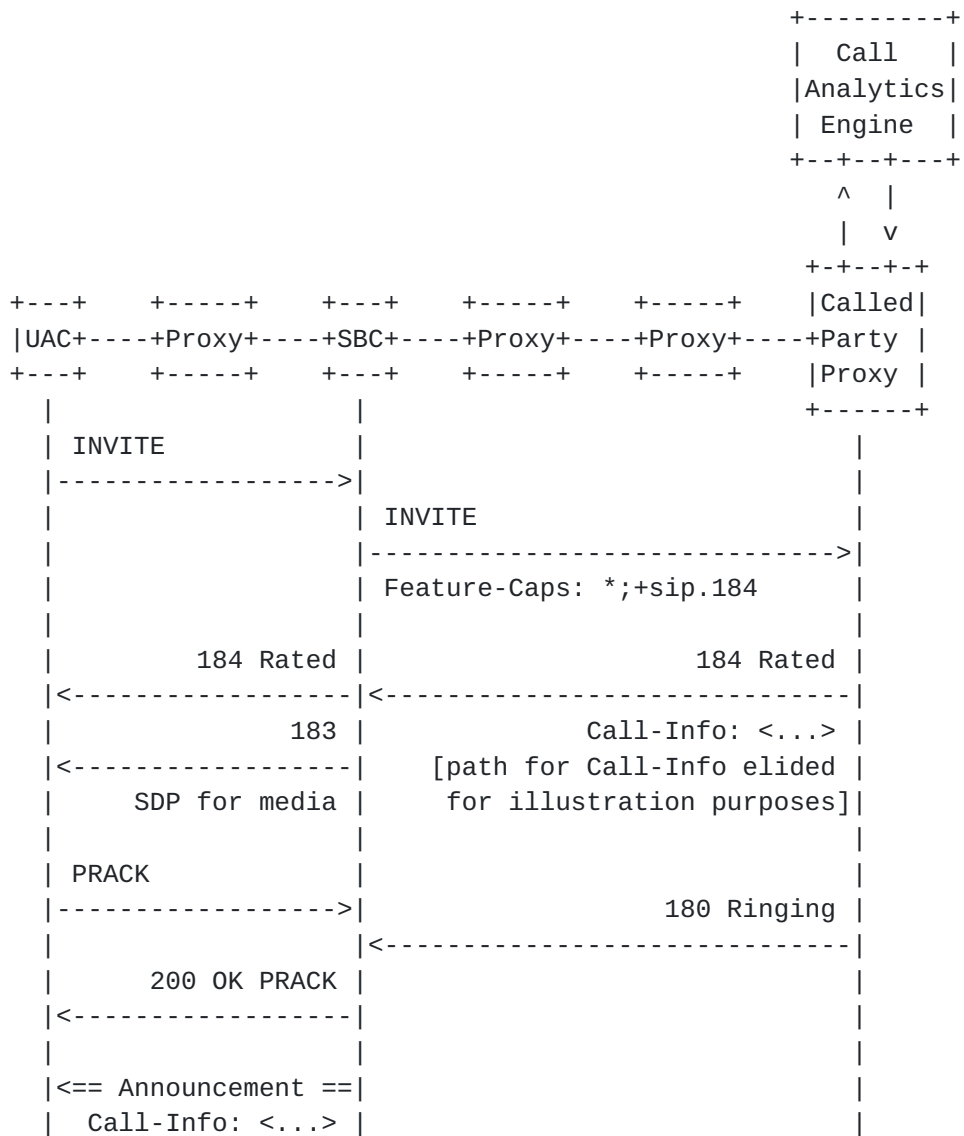 +---------+
                                                  |  Call   |
                                                  |Analytics|
                                                  | Engine  |
                                                  +--+--+---+
                                                     ^  |
                                                     |  v
                                                   +-+--+-+
+---+    +-----+    +---+    +-----+    +-----+    |Called|
|UAC+----+Proxy+----+SBC+----+Proxy+----+Proxy+----+Party |
+---+    +-----+    +---+    +-----+    +-----+    |Proxy |
  |                   |                            +------+
  | INVITE            |                               |
  |------------------>|                               |
  |                   | INVITE                        |
  |                   |------------------------------>|
  |                   | Feature-Caps: *;+sip.184      |
  |                   |                               |
  |         184 Rated |                     184 Rated |
  |<------------------|<------------------------------|
  |               183 |              Call-Info: <...> |
  |<------------------|    [path for Call-Info elided |
  |     SDP for media |     for illustration purposes]|
  |                   |                               |
  | PRACK             |                               |
  |------------------>|                   180 Ringing |
  |                   |<------------------------------|
  |      200 OK PRACK |                               |
  |<------------------|                               |
  |                   |                               |
  |<== Announcement ==|                               |
  |  Call-Info: <...> |                               |